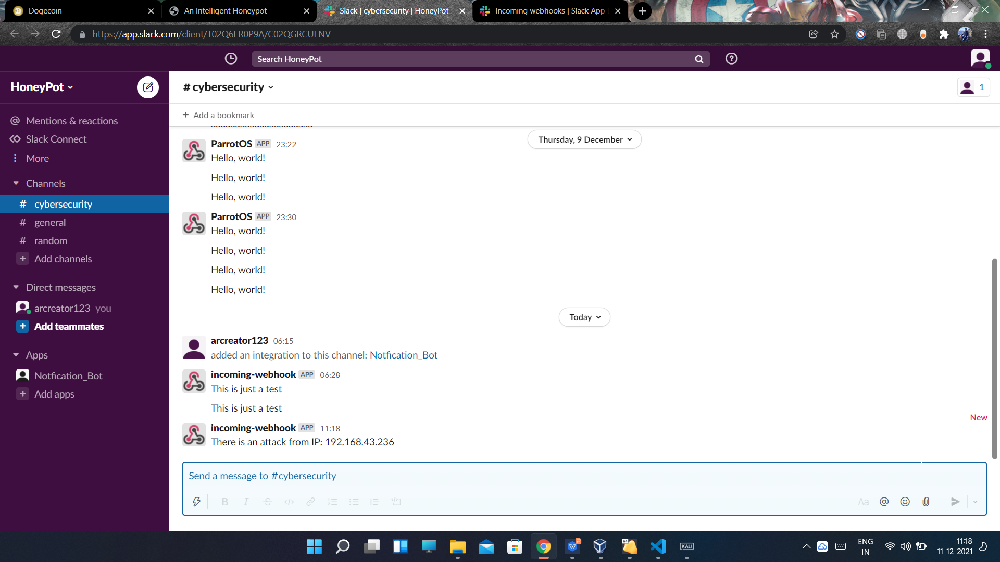 Dogecoin
An Intelligent Honeypot
Slack | cybersecurity | HoneyPot
Incoming webhooks | Slack App
https://app.slack.com/client/T02Q6ER0P9A/C02QGRCUFNV
Search HoneyPot
HoneyPot
# cybersecurity
1
Mentions & reactions
Slack Connect
More
Channels
# cybersecurity
# general
# random
+ Add channels
Direct messages
arcreator123 you
+ Add teammates
Apps
Notfication_Bot
+ Add apps
+ Add a bookmark
Thursday, 9 December
ParrotOS APP 23:22
Hello, world!
Hello, world!
Hello, world!
ParrotOS APP 23:30
Hello, world!
Hello, world!
Hello, world!
Hello, world!
Today
arcreator123 06:15
added an integration to this channel: Notfication_Bot
incoming-webhook APP 06:28
This is just a test
This is just a test
New
incoming-webhook APP 11:18
There is an attack from IP: 192.168.43.236
Send a message to #cybersecurity
B I S </> Aa @
64
KALI
ENG
IN
11:18
11-12-2021